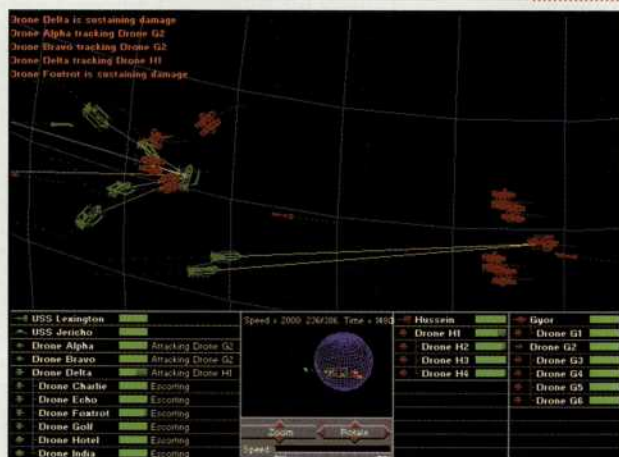 Drone Delta is sustaining damage
Drone Alpha tracking Drone G2
Drone Bravo tracking Drone G2
Drone Delta tracking Drone H1
Drone Foxtrot is sustaining damage
USS Lexington
USS Jericho
Drone Alpha Attacking Drone G2
Drone Bravo Attacking Drone G2
Drone Delta Attacking Drone H1
Drone Charlie Escorting
Drone Echo Escorting
Drone Foxtrot Escorting
Drone Golf Escorting
Drone Hotel Escorting
Drone India Escorting
Speed : 2000 Time :
Zoom
Rotate
Speed
Hussein
Drone H1
Drone H2
Drone H3
Drone H4
Gyor
Drone G1
Drone G2
Drone G3
Drone G4
Drone G5
Drone G6